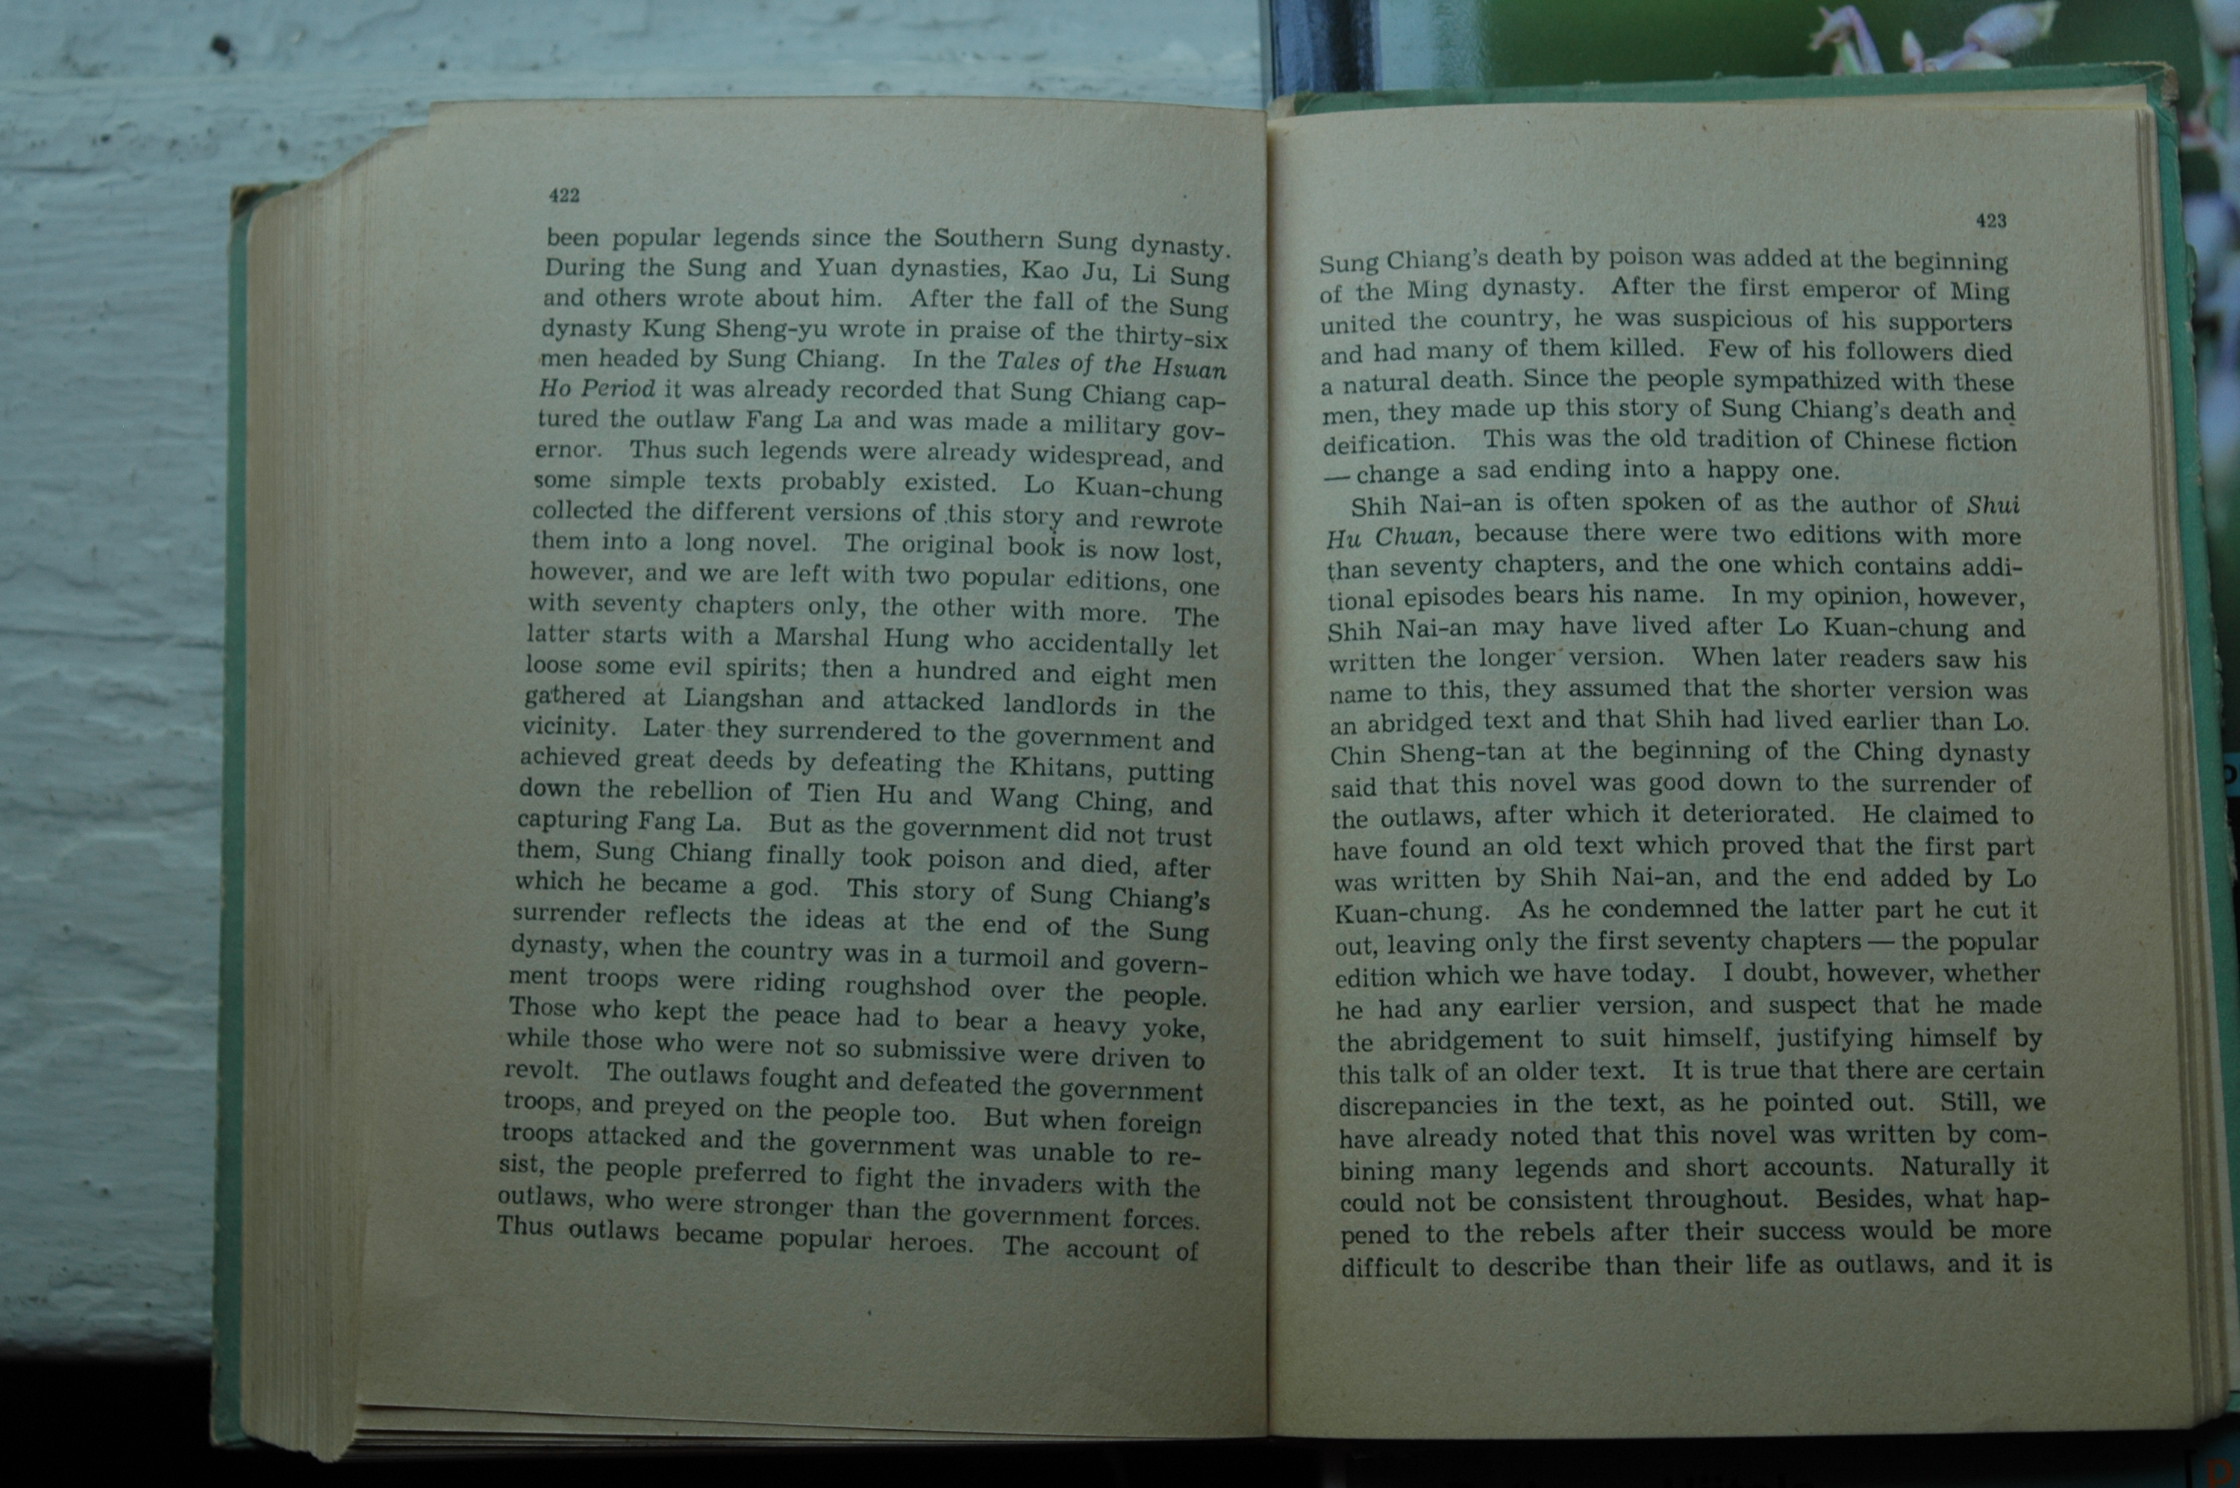 422
been popular legends since the Southern Sung dynasty.
During the Sung and Yuan dynasties, Kao Ju, Li Sung
and others wrote about him. After the fall of the Sung
dynasty Kung Sheng-yu wrote in praise of the thirty-six
men headed by Sung Chiang. In the Tales of the Hsuan
Ho Period it was already recorded that Sung Chiang cap-
tured the outlaw Fang La and was made a military gov-
ernor. Thus such legends were already widespread, and
some simple texts probably existed. Lo Kuan-chung
collected the different versions of this story and rewrote
them into a long novel. The original book is now lost,
however, and we are left with two popular editions, one
with seventy chapters only, the other with more. The
latter starts with a Marshal Hung who accidentally let
loose some evil spirits; then a hundred and eight men
gathered at Liangshan and attacked landlords in the
vicinity. Later they surrendered to the government and
achieved great deeds by defeating the Khitans, putting
down the rebellion of Tien Hu and Wang Ching, and
capturing Fang La. But as the government did not trust
them, Sung Chiang finally took poison and died, after
which he became a god. This story of Sung Chiang's
surrender reflects the ideas at the end of the Sung
dynasty, when the country was in a turmoil and govern-
ment troops were riding roughshod over the people.
Those who kept the peace had to bear a heavy yoke,
while those who were not so submissive were driven to
revolt. The outlaws fought and defeated the government
troops, and preyed on the people too. But when foreign
troops attacked and the government was unable to re-
sist, the people preferred to fight the invaders with the
outlaws, who were stronger than the government forces.
Thus outlaws became popular heroes. The account of
423
Sung Chiang's death by poison was added at the beginning
of the Ming dynasty. After the first emperor of Ming
united the country, he was suspicious of his supporters
and had many of them killed. Few of his followers died
a natural death. Since the people sympathized with these
men, they made up this story of Sung Chiang's death and
deification. This was the old tradition of Chinese fiction
— change a sad ending into a happy one.
Shih Nai-an is often spoken of as the author of Shui
Hu Chuan, because there were two editions with more
than seventy chapters, and the one which contains addi-
tional episodes bears his name. In my opinion, however,
Shih Nai-an may have lived after Lo Kuan-chung and
written the longer version. When later readers saw his
name to this, they assumed that the shorter version was
an abridged text and that Shih had lived earlier than Lo.
Chin Sheng-tan at the beginning of the Ching dynasty
said that this novel was good down to the surrender of
the outlaws, after which it deteriorated. He claimed to
have found an old text which proved that the first part
was written by Shih Nai-an, and the end added by Lo
Kuan-chung. As he condemned the latter part he cut it
out, leaving only the first seventy chapters — the popular
edition which we have today. I doubt, however, whether
he had any earlier version, and suspect that he made
the abridgement to suit himself, justifying himself by
this talk of an older text. It is true that there are certain
discrepancies in the text, as he pointed out. Still, we
have already noted that this novel was written by com-
bining many legends and short accounts. Naturally it
could not be consistent throughout. Besides, what hap-
pened to the rebels after their success would be more
difficult to describe than their life as outlaws, and it is